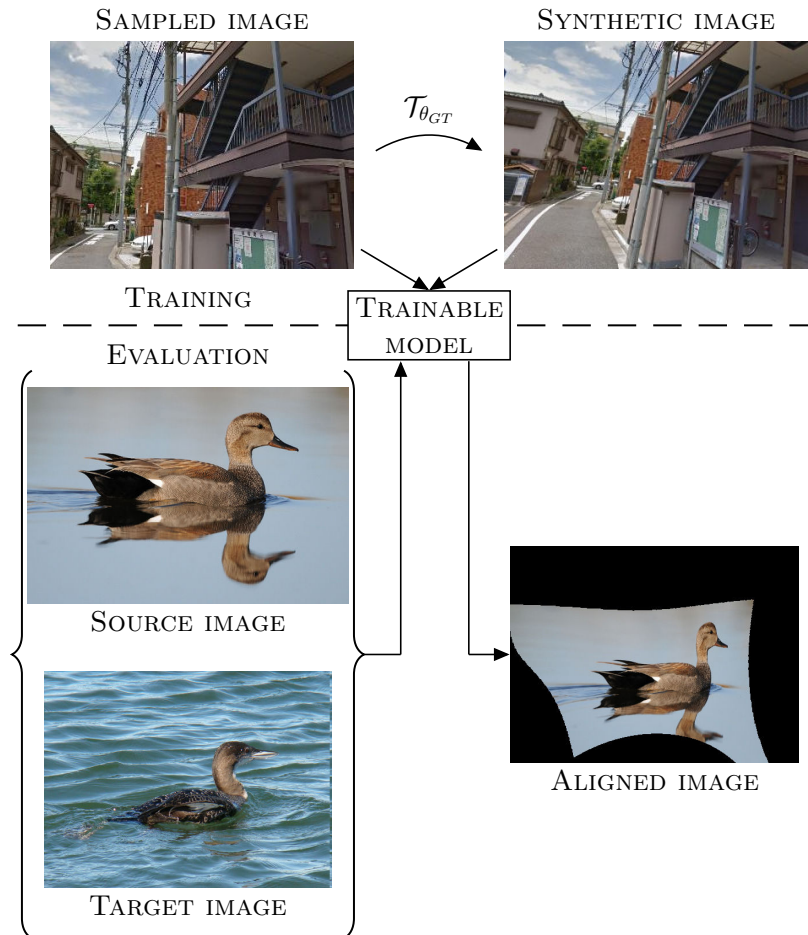 SAMPLED IMAGE
SYNTHETIC IMAGE
𝒯θGT
TRAINING
TRAINABLE
MODEL
EVALUATION
SOURCE IMAGE
ALIGNED IMAGE
TARGET IMAGE